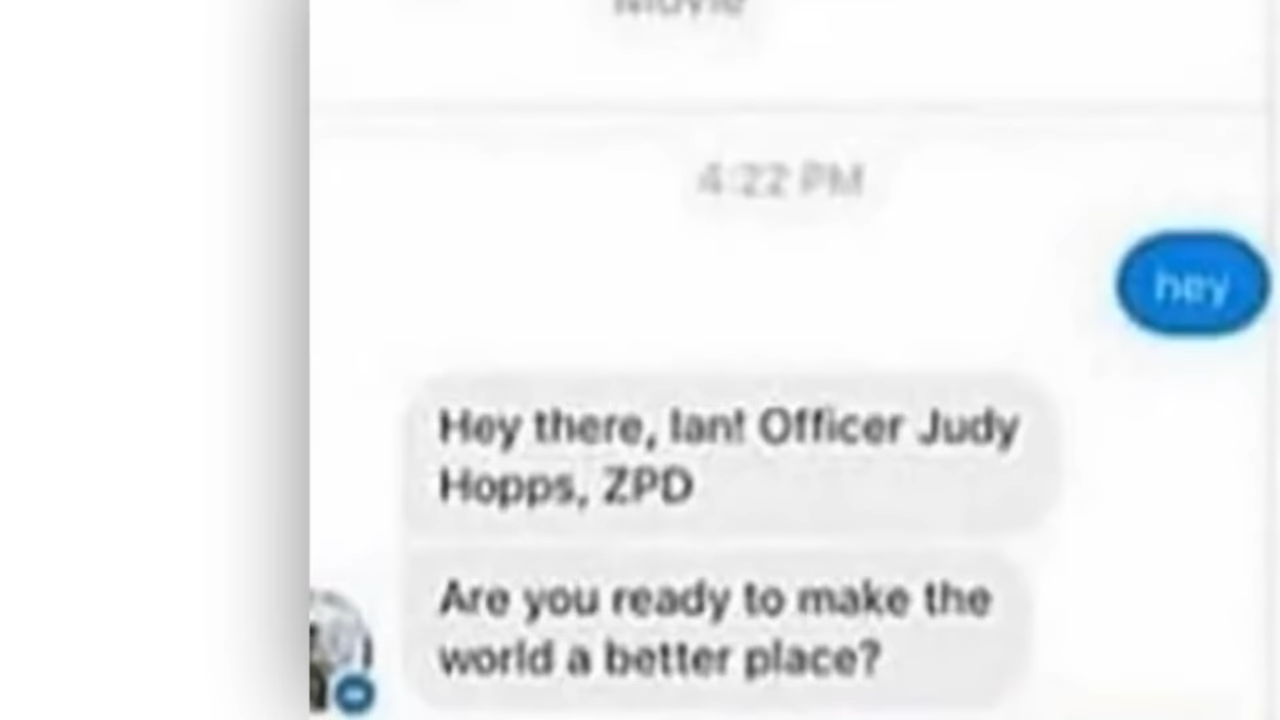 Movie
4:22 PM
hey
Hey there, Ian! Officer Judy
Hopps, ZPD
Are you ready to make the
world a better place?